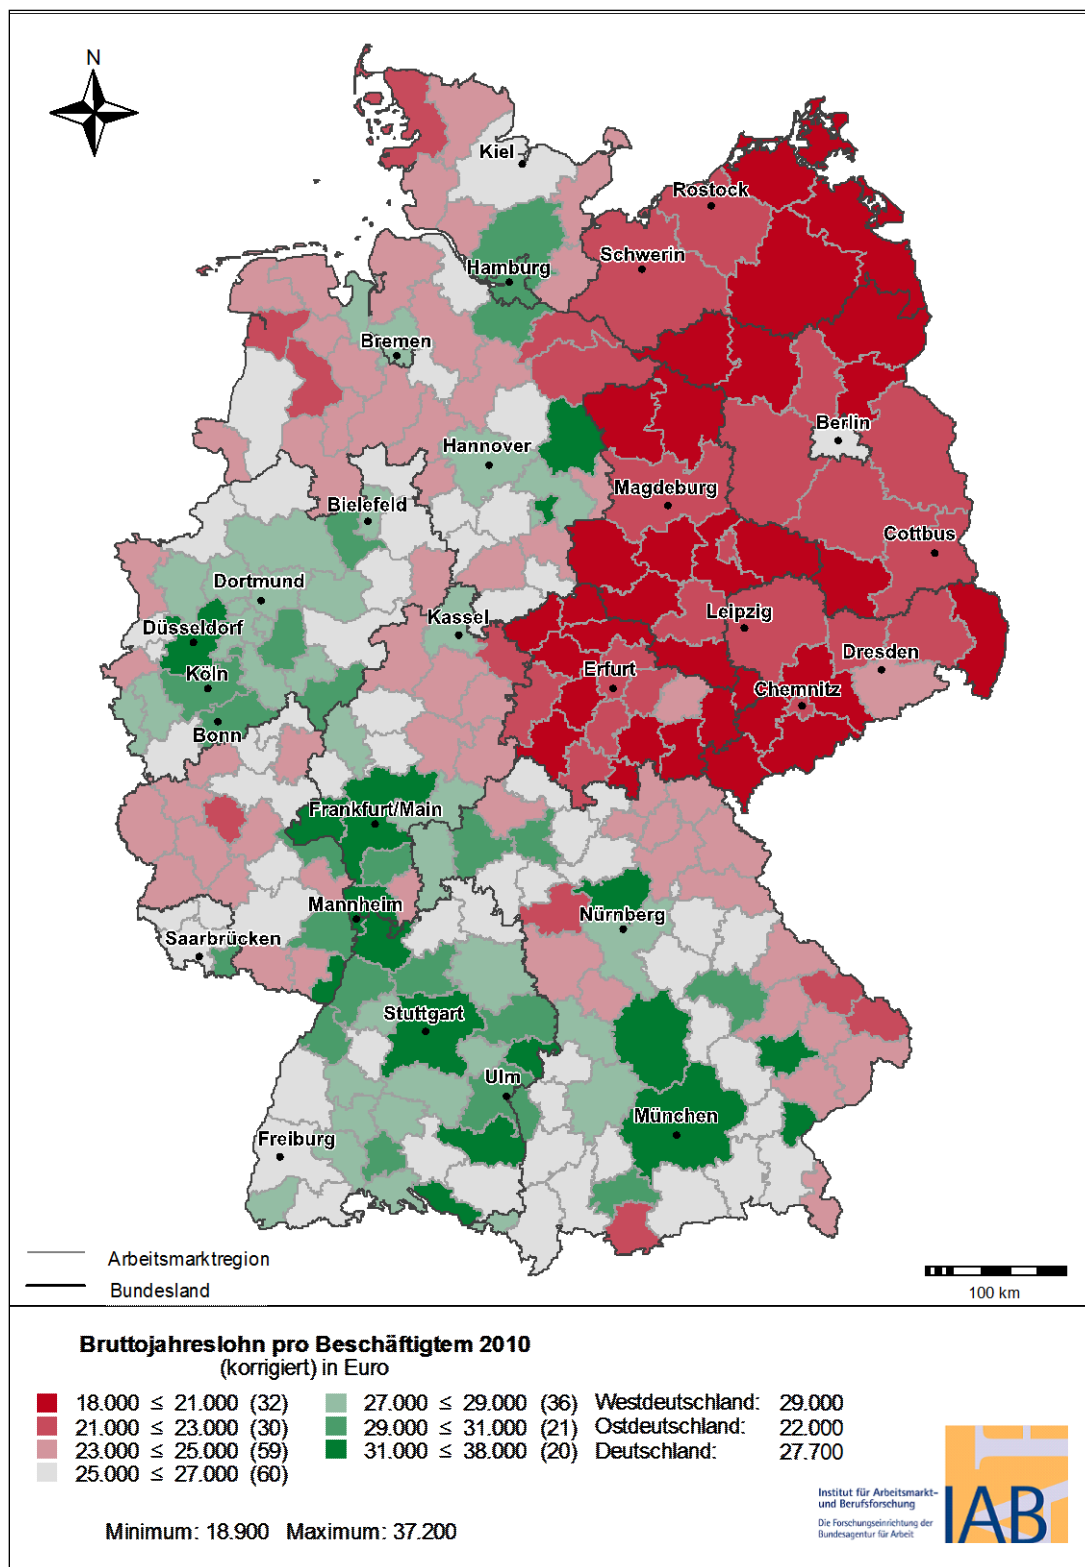 N
Kiel
Rostock
Schwerin
Hamburg
Bremen
Berlin
Hannover
Magdeburg
Bielefeld
Cottbus
Dortmund
Leipzig
Düsseldorf
Kassel
Dresden
Köln
Erfurt
Chemnitz
Bonn
Frankfurt/Main
Mannheim
Nürnberg
Saarbrücken
Stuttgart
Ulm
München
Freiburg
Arbeitsmarktregion
Bundesland
100 km
Bruttojahreslohn pro Beschäftigtem 2010
(korrigiert) in Euro
18.000 ≤ 21.000 (32) 27.000 ≤ 29.000 (36) Westdeutschland: 29.000
21.000 ≤ 23.000 (30) 29.000 ≤ 31.000 (21) Ostdeutschland: 22.000
23.000 ≤ 25.000 (59) 31.000 ≤ 38.000 (20) Deutschland: 27.700
25.000 ≤ 27.000 (60)
Minimum: 18.900 Maximum: 37.200
Institut für Arbeitsmarkt-
und Berufsforschung
Die Forschungseinrichtung der
Bundesagentur für Arbeit
IAB